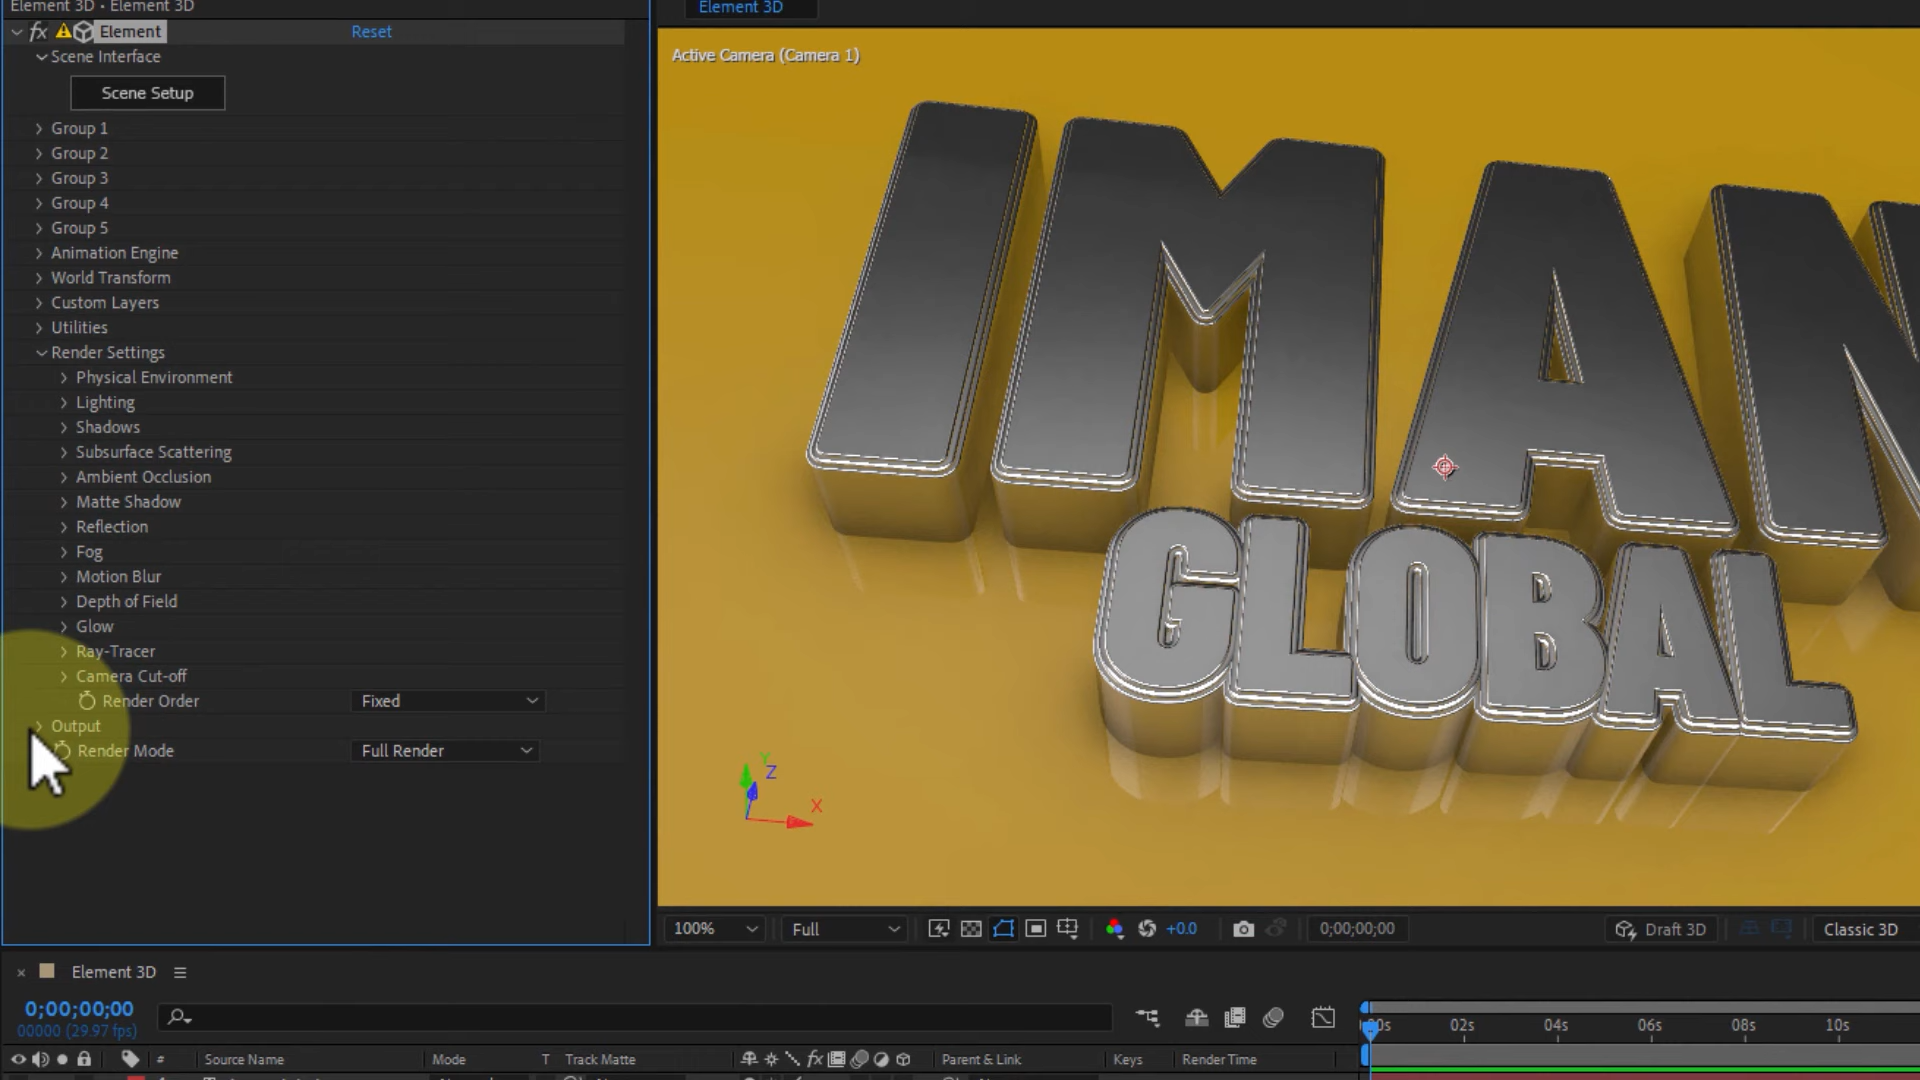 Element 3D • Element 3D
fx Element Reset
Scene Interface
Scene Setup
Group 1
Group 2
Group 3
Group 4
Group 5
Animation Engine
World Transform
Custom Layers
Utilities
Render Settings
Physical Environment
Lighting
Shadows
Subsurface Scattering
Ambient Occlusion
Matte Shadow
Reflection
Fog
Motion Blur
Depth of Field
Glow
Ray-Tracer
Camera Cut-off
Render Order Fixed
Output
Render Mode Full Render
Element 3D
Active Camera (Camera 1)
IMAN
GLOBAL
Y
Z
X
100% Full +0.0 0;00;00;00 Draft 3D Classic 3D
Element 3D
0;00;00;00
00000 (29.97 fps)
00s 02s 04s 06s 08s 10s
# Source Name Mode T Track Matte fx Parent & Link Keys Render Time